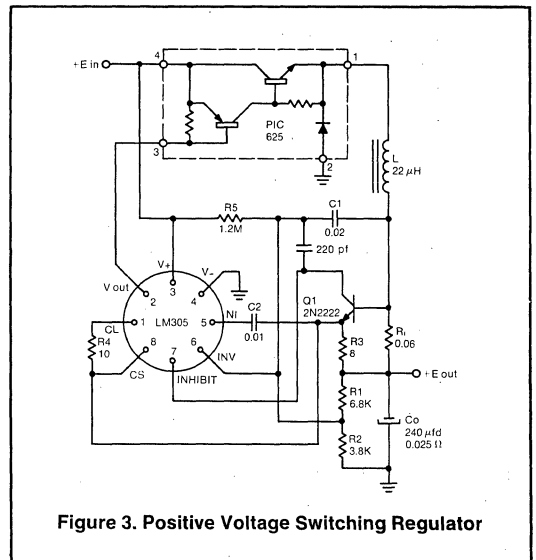 4
1
+E in
PIC
625
3
2
L
22 μH
R5
1.2M
C1
0.02
220 pf
V+
V-
V out
3
2
4
Q1
2N2222
NI
C2
0.01
CL
1
LM305
5
R4
10
8
7
6
INV
CS
INHIBIT
R3
8
0.06
+E out
R1
6.8K
R2
3.8K
Co
240 μfd
0.025 Ω
Figure 3. Positive Voltage Switching Regulator